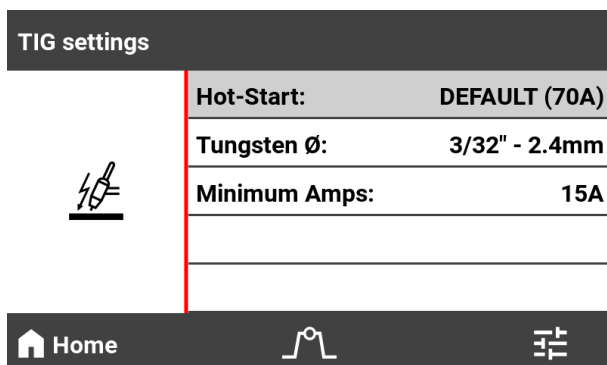 TIG settings
Hot-Start: DEFAULT (70A)
Tungsten Ø: 3/32" - 2.4mm
Minimum Amps: 15A
Home